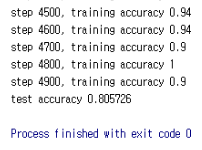 step 4500, training accuracy 0.94
step 4600, training accuracy 0.94
step 4700, training accuracy 0.9
step 4800, training accuracy 1
step 4900, training accuracy 0.9
test accuracy 0.805726
Process finished with exit code 0